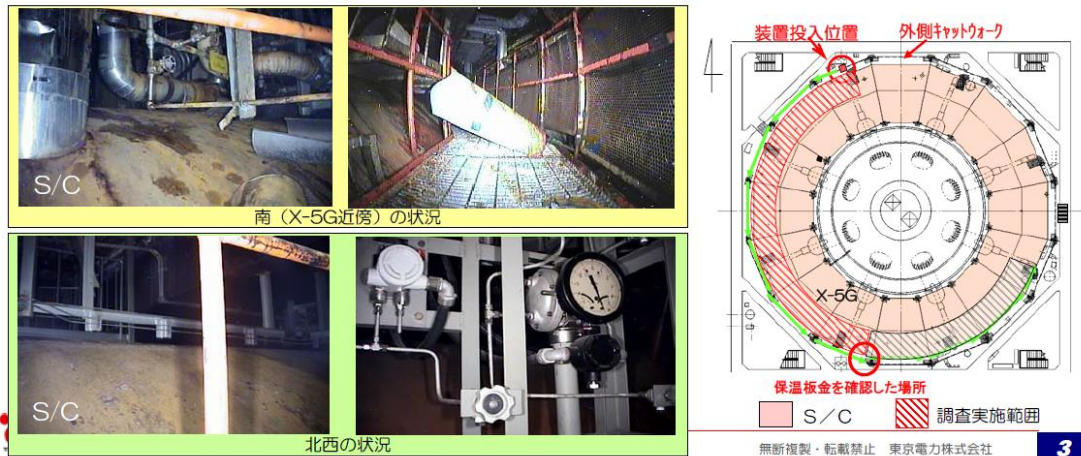 S/C
南（X-5G近傍）の状況
S/C
北西の状況
装置投入位置
外側ｷｬｯﾄｳｫｰｸ
X-5G
保温板金を確認した場所
S／C
調査実施範囲
無断複製・転載禁止　東京電力株式会社
3